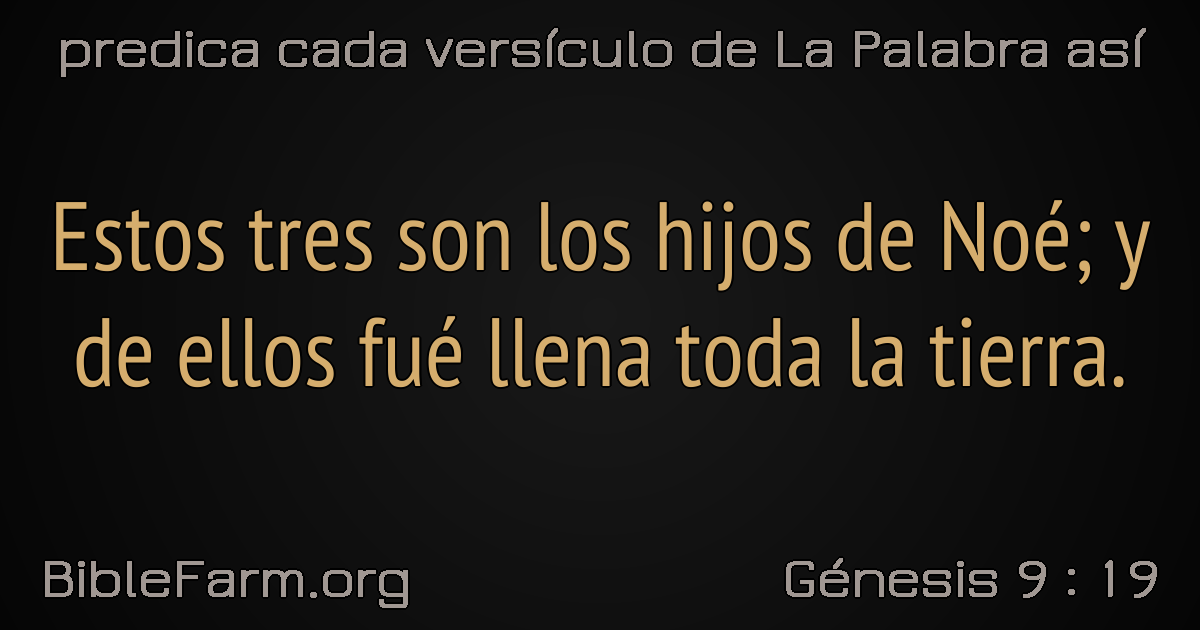 predica cada versículo de La Palabra así
Estos tres son los hijos de Noé; y
de ellos fué llena toda la tierra.
BibleFarm.org
Génesis 9 : 19